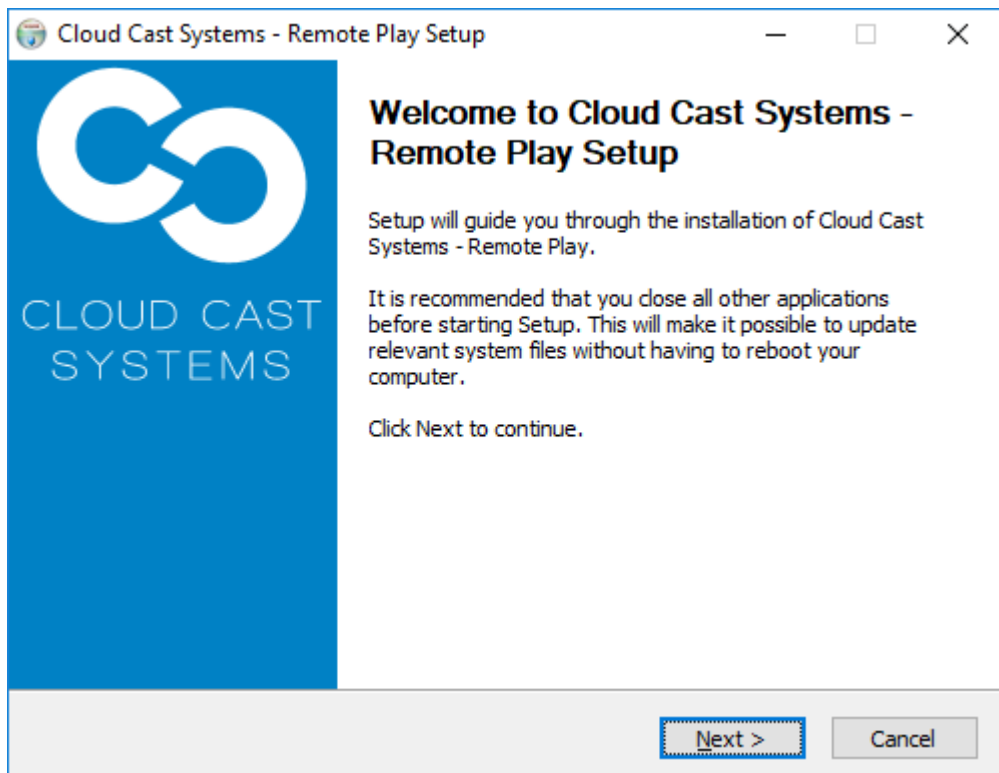 Cloud Cast Systems - Remote Play Setup
CLOUD CAST
SYSTEMS
Welcome to Cloud Cast Systems -
Remote Play Setup
Setup will guide you through the installation of Cloud Cast
Systems - Remote Play.
It is recommended that you close all other applications
before starting Setup. This will make it possible to update
relevant system files without having to reboot your
computer.
Click Next to continue.
Next >
Cancel